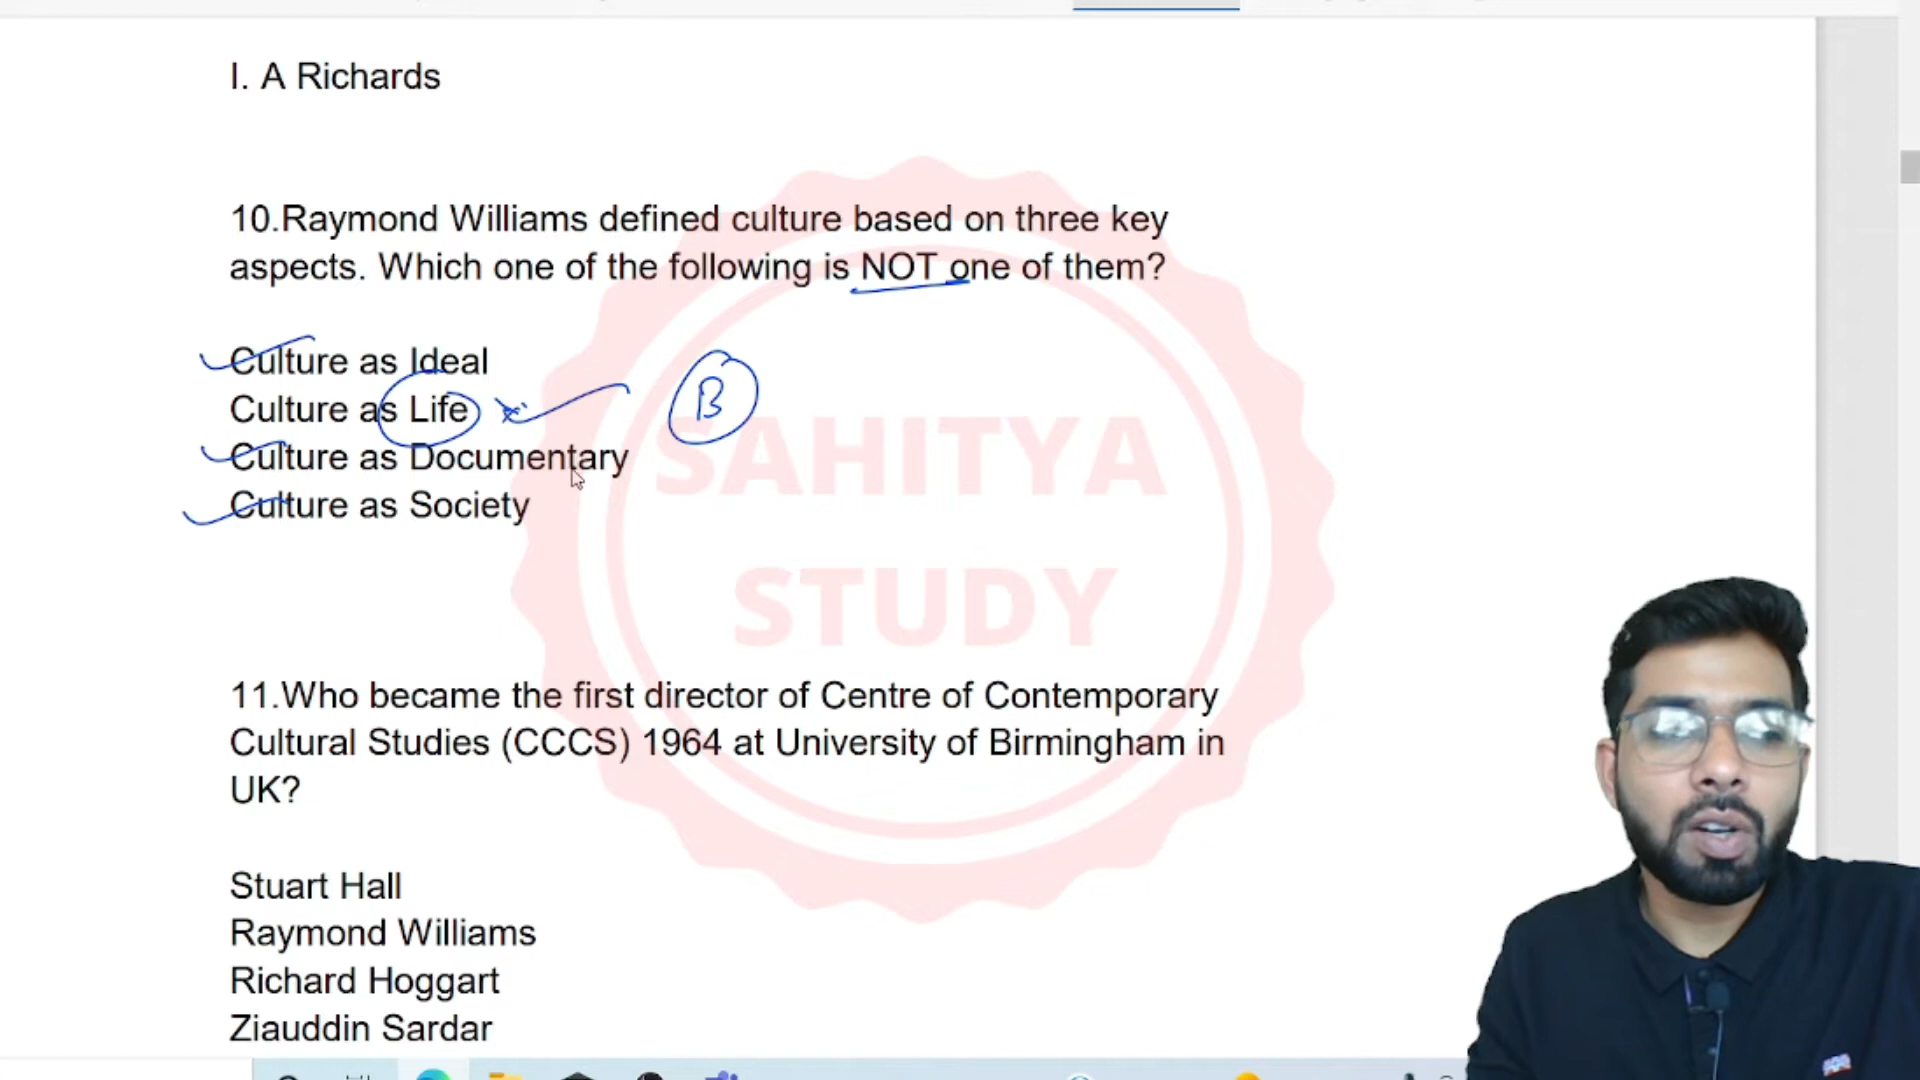 I. A Richards
10.Raymond Williams defined culture based on three key
aspects. Which one of the following is NOT one of them?
Culture as Ideal
Culture as Life
B
Culture as Documentary
Culture as Society
SAHITYA
STUDY
11.Who became the first director of Centre of Contemporary
Cultural Studies (CCCS) 1964 at University of Birmingham in
UK?
Stuart Hall
Raymond Williams
Richard Hoggart
Ziauddin Sardar